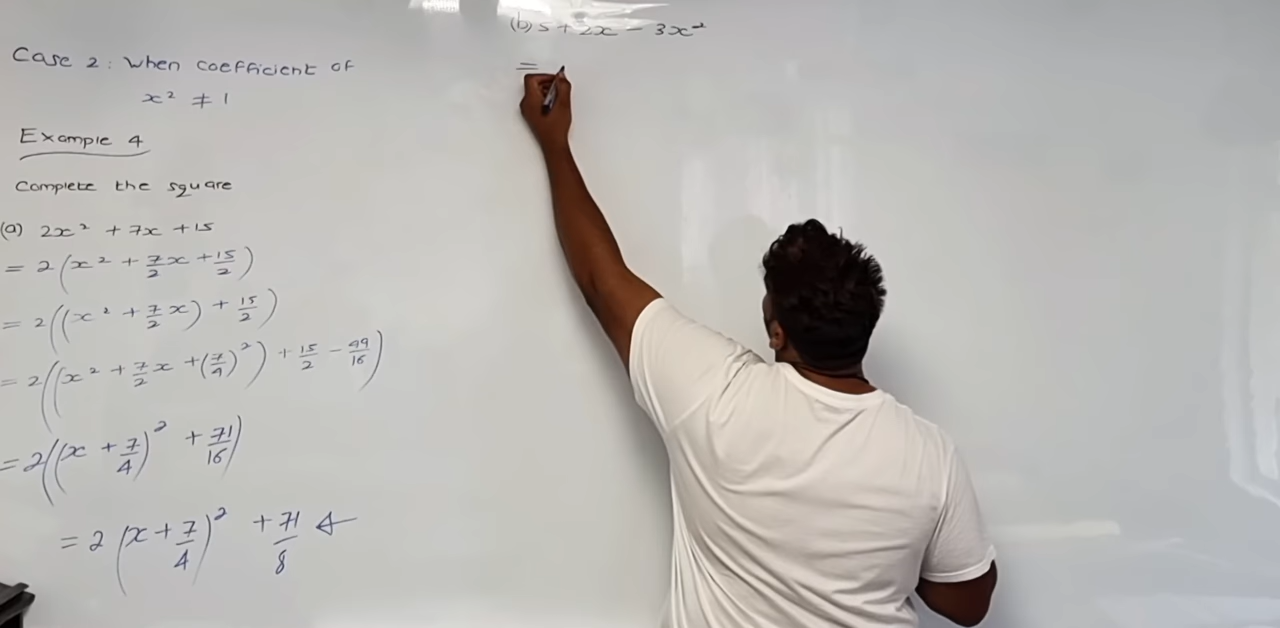 Case 2: When coefficient of
x² ≠ 1
Example 4
Complete the square
(a) 2x² + 7x + 15
= 2(x² + 7/2 x + 15/2)
= 2((x² + 7/2 x) + 15/2)
= 2((x² + 7/2 x + (7/4)²) + 15/2 - 49/16)
= 2((x + 7/4)² + 71/16)
= 2(x + 7/4)² + 71/8
(b) 5 + 2x - 3x²
=